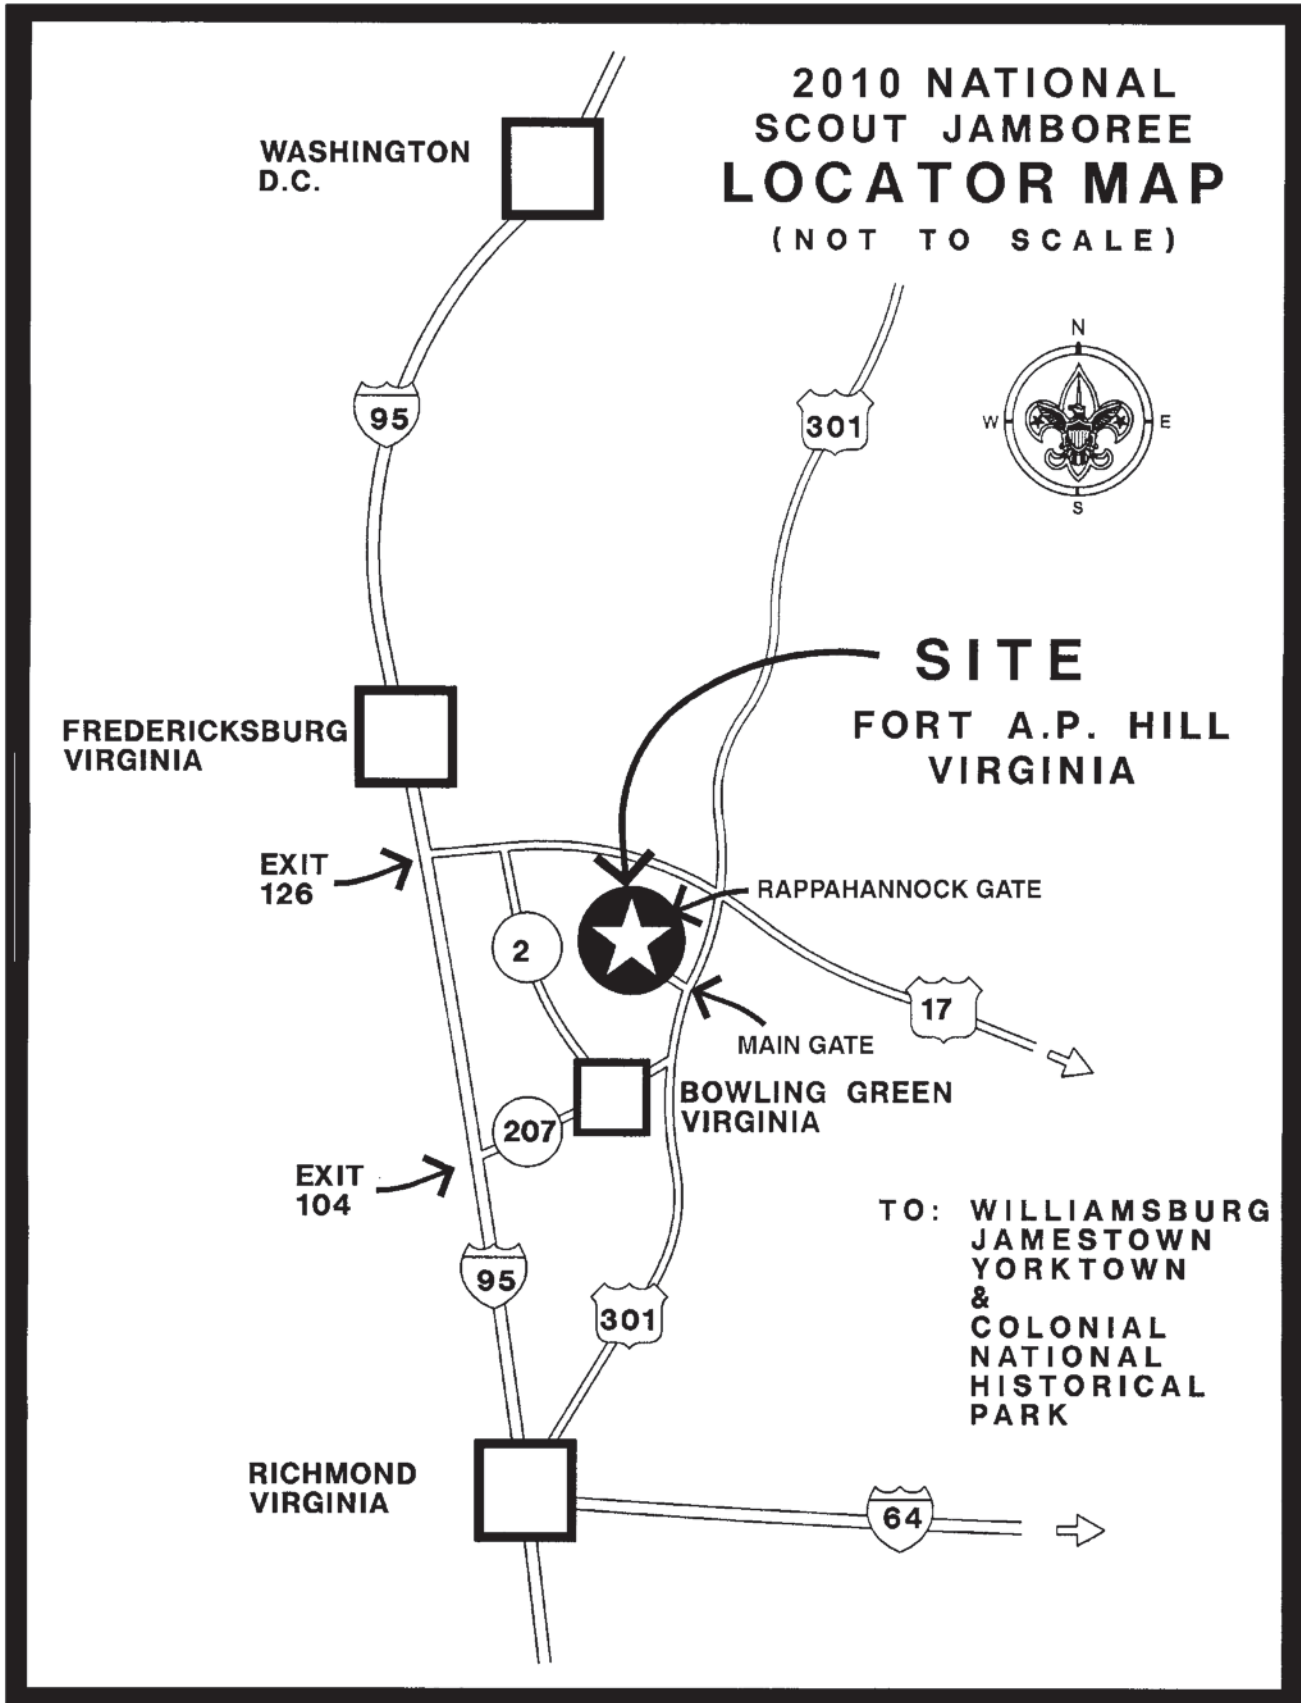 2010 NATIONAL
SCOUT JAMBOREE
LOCATOR MAP
(NOT TO SCALE)
WASHINGTON
D.C.
N
W
E
S
95
301
SITE
FORT A.P. HILL
VIRGINIA
FREDERICKSBURG
VIRGINIA
EXIT
126
RAPPAHANNOCK GATE
2
17
MAIN GATE
BOWLING GREEN
VIRGINIA
207
EXIT
104
TO: WILLIAMSBURG
JAMESTOWN
YORKTOWN
&
COLONIAL
NATIONAL
HISTORICAL
PARK
95
301
RICHMOND
VIRGINIA
64